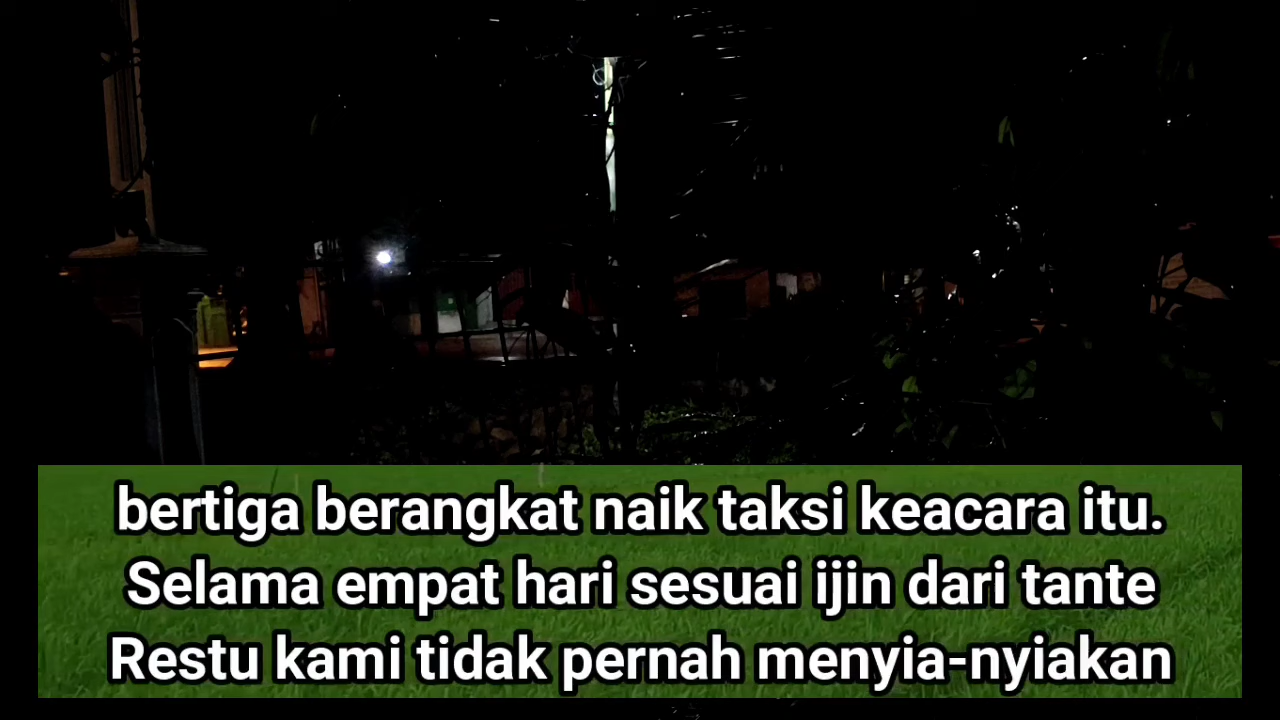 bertiga berangkat naik taksi keacara itu.
Selama empat hari sesuai ijin dari tante
Restu kami tidak pernah menyia-nyiakan